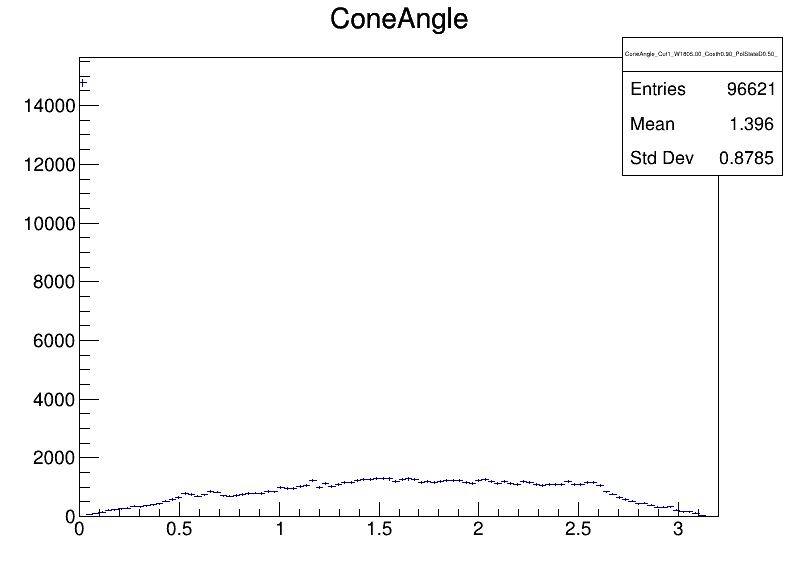 ConeAngle
ConeAngle_Cut1_W1805.00_Costh0.90_PolStateD0.50_
Entries 96621
Mean 1.396
Std Dev 0.8785
14000
12000
10000
8000
6000
4000
2000
0
0 0.5 1 1.5 2 2.5 3